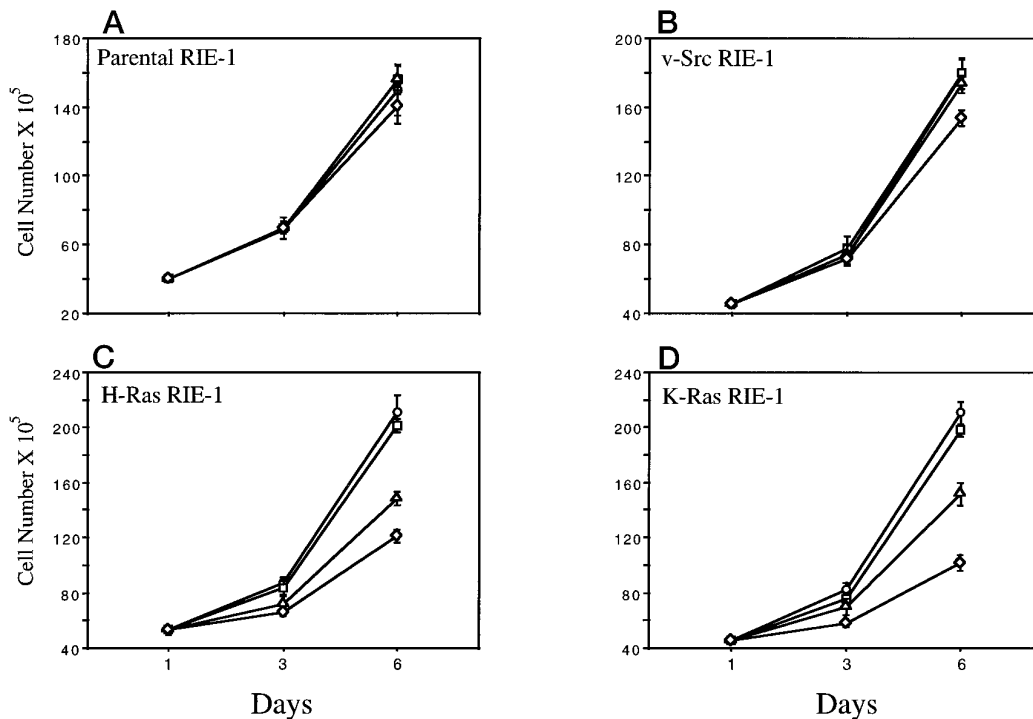 A
Parental RIE-1
Cell Number X 10^5
180
140
100
60
20
B
v-Src RIE-1
200
160
120
80
40
C
H-Ras RIE-1
Cell Number X 10^5
240
200
160
120
80
40
1
3
6
Days
D
K-Ras RIE-1
240
200
160
120
80
40
1
3
6
Days